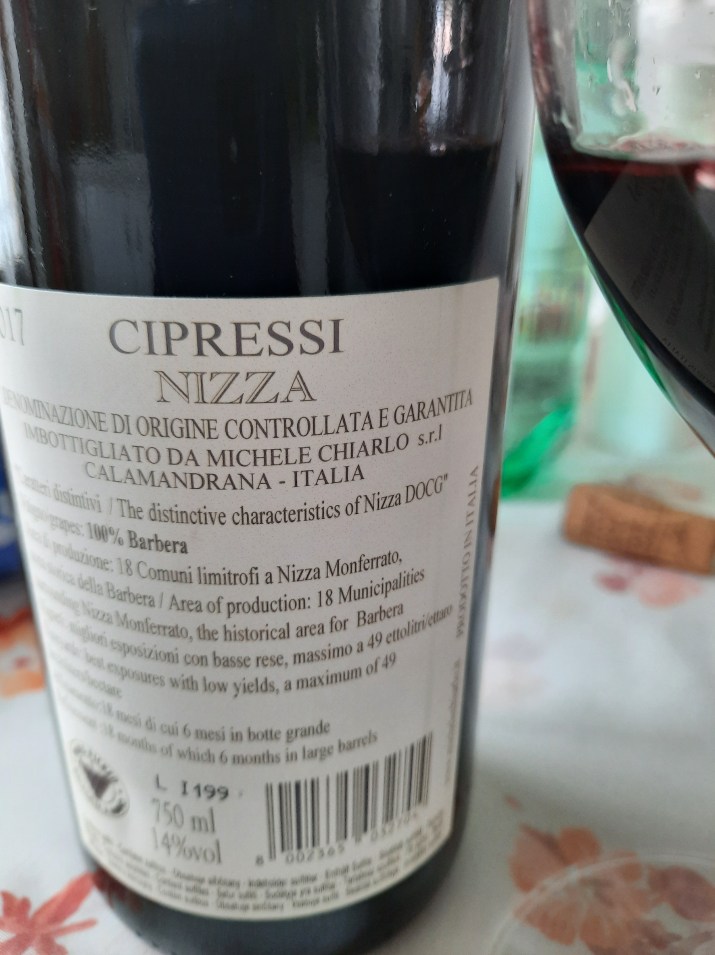 017
CIPRESSI
NIZZA
DENOMINAZIONE DI ORIGINE CONTROLLATA E GARANTITA
IMBOTTIGLIATO DA MICHELE CHIARLO s.r.l
CALAMANDRANA - ITALIA
distintivi / The distinctive characteristics of Nizza DOCG"
grapes: 100% Barbera
produzione: 18 Comuni limitrofi a Nizza Monferrato,
della Barbera / Area of production: 18 Municipalities
Nizza Monferrato, the historical area for Barbera
migliori esposizioni con basse rese, massimo a 49 ettolitri/ettaro
best exposures with low yields, a maximum of 49
18 mesi di cui 6 mesi in botte grande
18 months of which 6 months in large barrels
L I199
750 ml
14%vol
PRODOTTO IN ITALIA